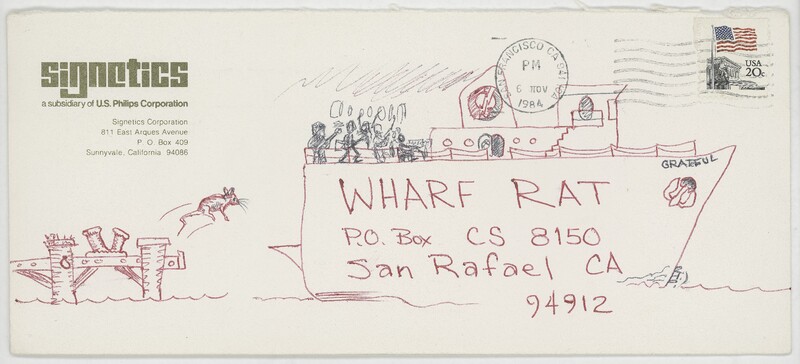 signetics
a subsidiary of U.S. Philips Corporation
Signetics Corporation
811 East Arques Avenue
P. O. Box 409
Sunnyvale, California 94086
SAN FRANCISCO CA
PM
6 NOV
1984
USA
20c
GRATEFUL
WHARF RAT
P.O. Box CS 8150
San Rafael CA
94912